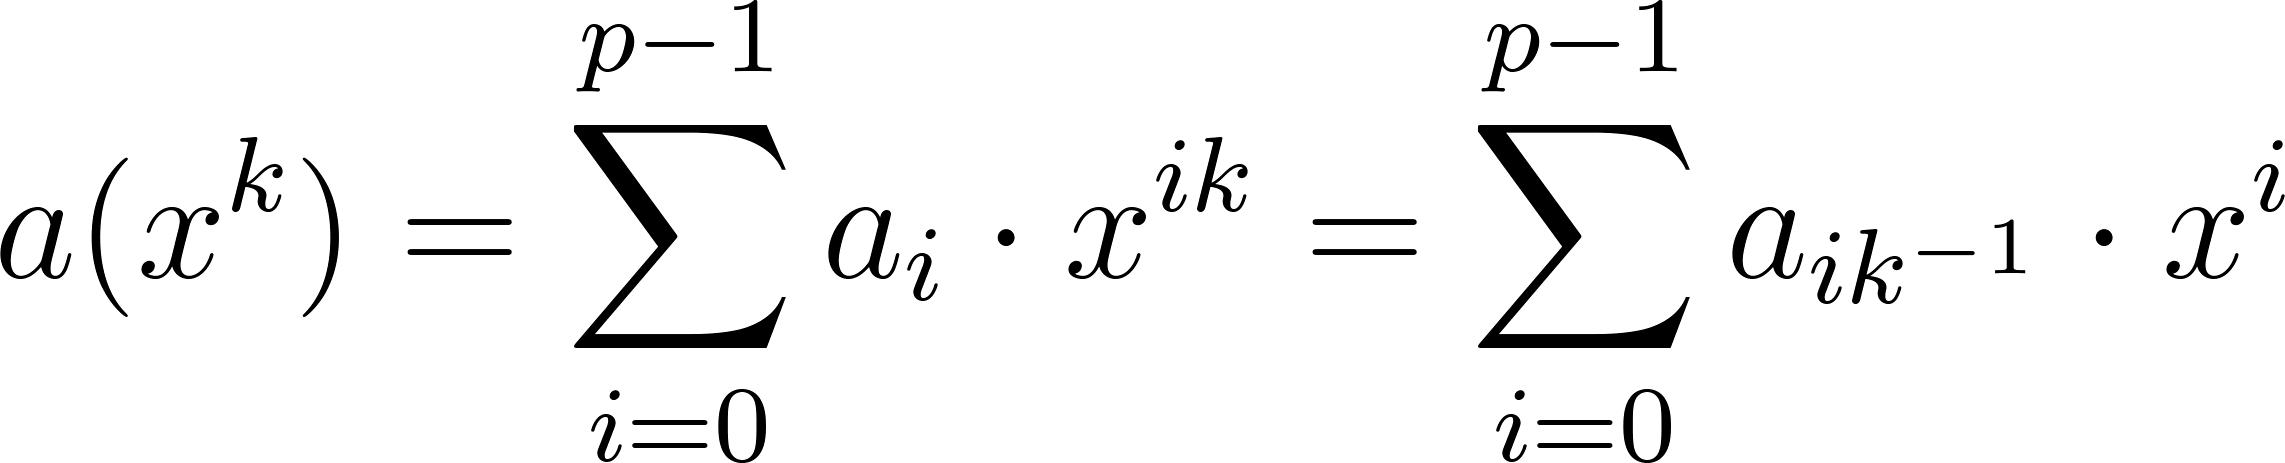 a(x^k) = \sum_{i=0}^{p-1} a_i \cdot x^{ik} = \sum_{i=0}^{p-1} a_{ik^{-1}} \cdot x^i